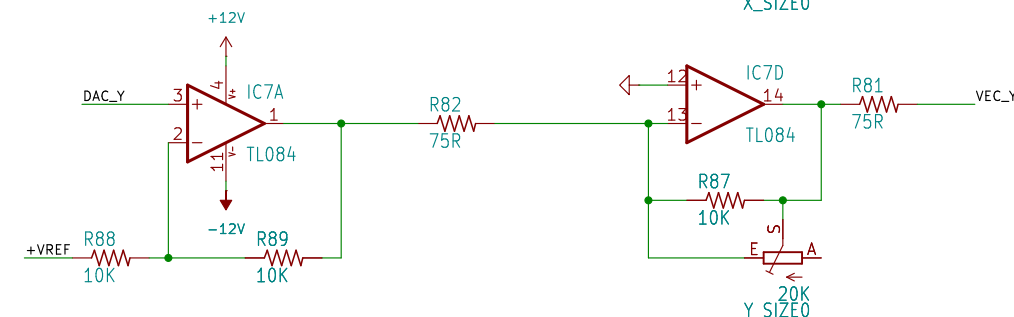 X_SIZE0
+12V
DAC_Y
3
+
4
V+
IC7A
1
2
−
11
V-
TL084
-12V
+VREF
R88
10K
R89
10K
R82
75R
12
+
IC7D
14
13
−
TL084
R81
75R
VEC_Y
R87
10K
S
E
A
20K
Y SIZE0